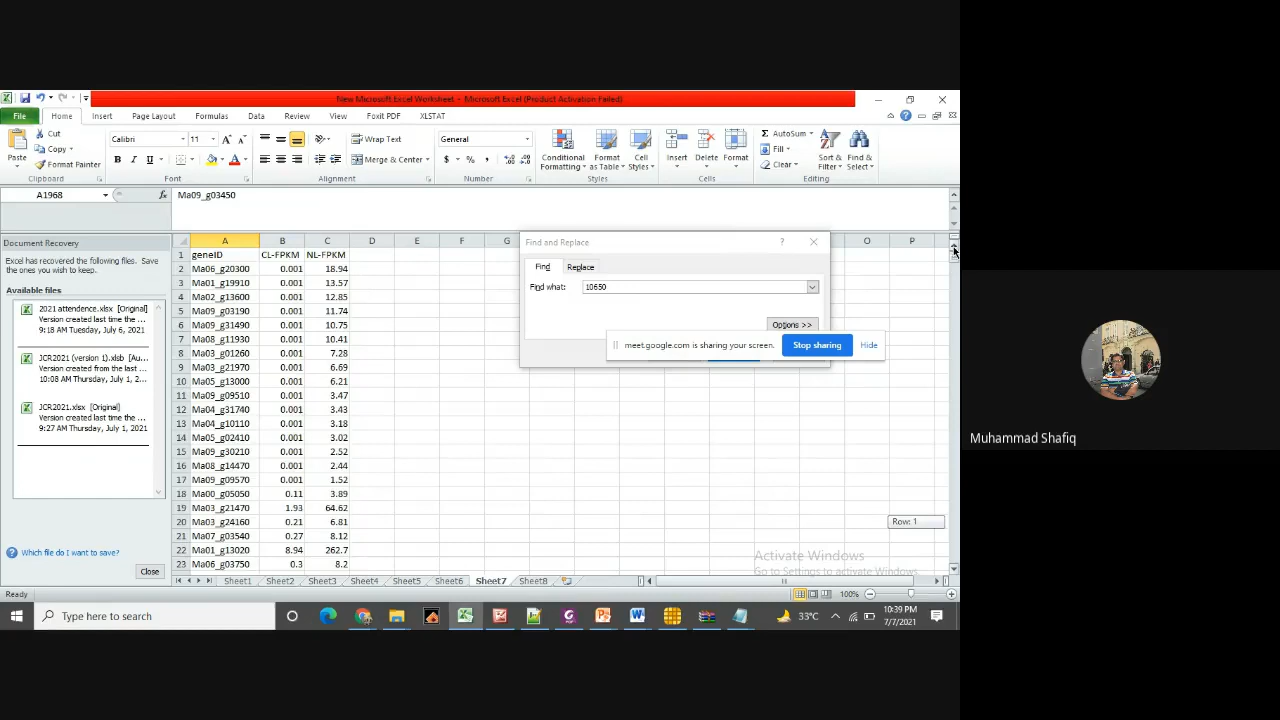 New Microsoft Excel Worksheet - Microsoft Excel (Product Activation Failed)
File Home Insert Page Layout Formulas Data Review View Foxit PDF XLSTAT
Cut
Copy
Format Painter
Paste
Clipboard
Calibri 11
Font
Wrap Text
Merge & Center
Alignment
General
Number
Conditional Formatting
Format as Table
Cell Styles
Styles
Insert Delete Format
Cells
AutoSum
Fill
Clear
Sort & Filter
Find & Select
Editing
A1968 fx Ma09_g03450
Document Recovery
Excel has recovered the following files. Save
the ones you wish to keep.
Available files
2021 attendence.xlsx [Original]
Version created last time the ...
9:18 AM Tuesday, July 6, 2021
JCR2021 (version 1).xlsb [Au...
Version created from the last ...
10:08 AM Thursday, July 1, 2...
JCR2021.xlsx [Original]
Version created last time the ...
9:27 AM Thursday, July 1, 2021
Which file do I want to save?
Close
A B C D E F G O P
1 geneID CL-FPKM NL-FPKM
2 Ma06_g20300 0.001 18.94
3 Ma01_g19910 0.001 13.57
4 Ma02_g13600 0.001 12.85
5 Ma09_g03190 0.001 11.74
6 Ma09_g31490 0.001 10.75
7 Ma08_g11930 0.001 10.41
8 Ma03_g01260 0.001 7.28
9 Ma03_g21970 0.001 6.69
10 Ma05_g13000 0.001 6.21
11 Ma09_g09510 0.001 3.47
12 Ma04_g31740 0.001 3.43
13 Ma04_g10110 0.001 3.18
14 Ma05_g02410 0.001 3.02
15 Ma09_g30210 0.001 2.52
16 Ma08_g14470 0.001 2.44
17 Ma09_g09570 0.001 1.52
18 Ma00_g05050 0.11 3.89
19 Ma03_g21470 1.93 64.62
20 Ma03_g24160 0.21 6.81
21 Ma07_g03540 0.27 8.12
22 Ma01_g13020 8.94 262.7
23 Ma06_g03750 0.3 8.2
Find and Replace
Find Replace
Find what: 10650
Options >>
meet.google.com is sharing your screen. Stop sharing Hide
Row: 1
Activate Windows
Go to Settings to activate Windows.
Sheet1 Sheet2 Sheet3 Sheet4 Sheet5 Sheet6 Sheet7 Sheet8
Ready 100%
Type here to search
33°C
10:39 PM
7/7/2021
Muhammad Shafiq